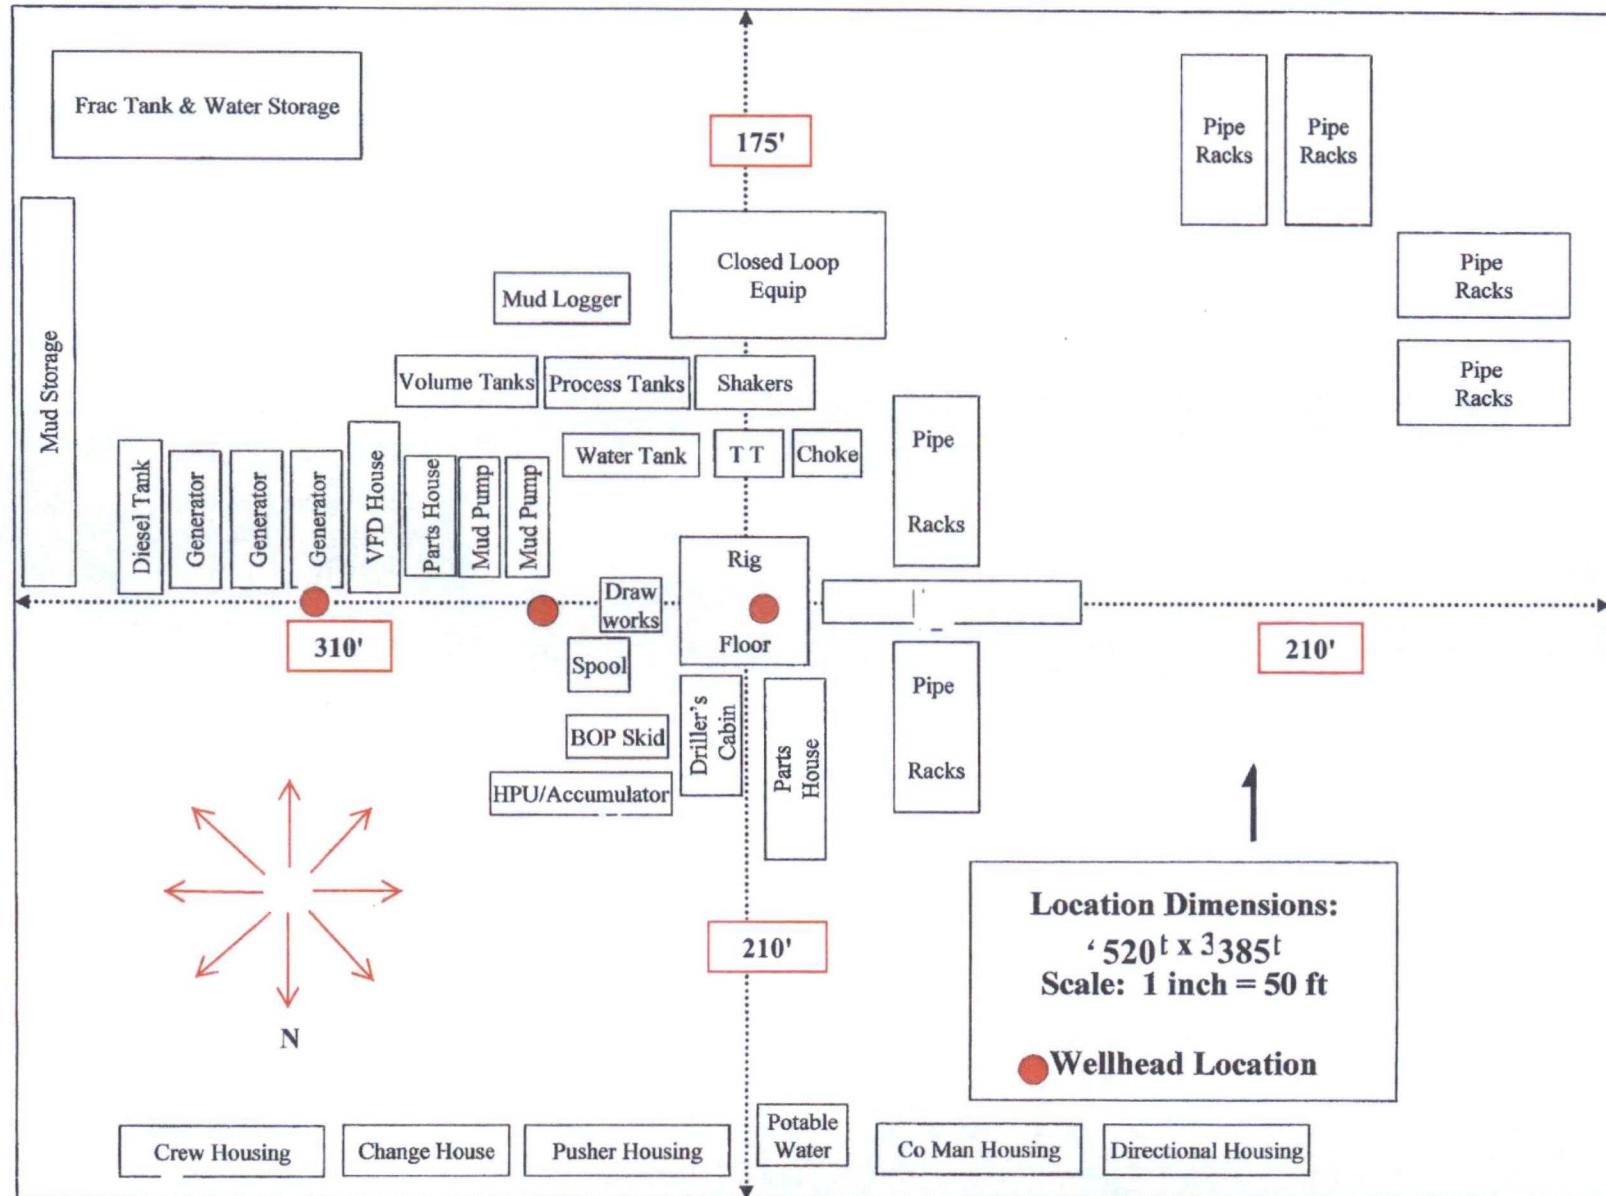 Frac Tank & Water Storage
175'
Pipe
Racks
Pipe
Racks
Closed Loop
Equip
Pipe
Racks
Mud Logger
Mud Storage
Volume Tanks
Process Tanks
Shakers
Pipe
Racks
Pipe
Racks
Water Tank
T T
Choke
Diesel Tank
Generator
Generator
Generator
VFD House
Parts House
Mud Pump
Mud Pump
Rig
Floor
Draw
works
310'
210'
Spool
Driller's
Cabin
Parts
House
Pipe
Racks
BOP Skid
HPU/Accumulator
N
210'
Location Dimensions:
520 x 385
Scale: 1 inch = 50 ft
Wellhead Location
Crew Housing
Change House
Pusher Housing
Potable
Water
Co Man Housing
Directional Housing